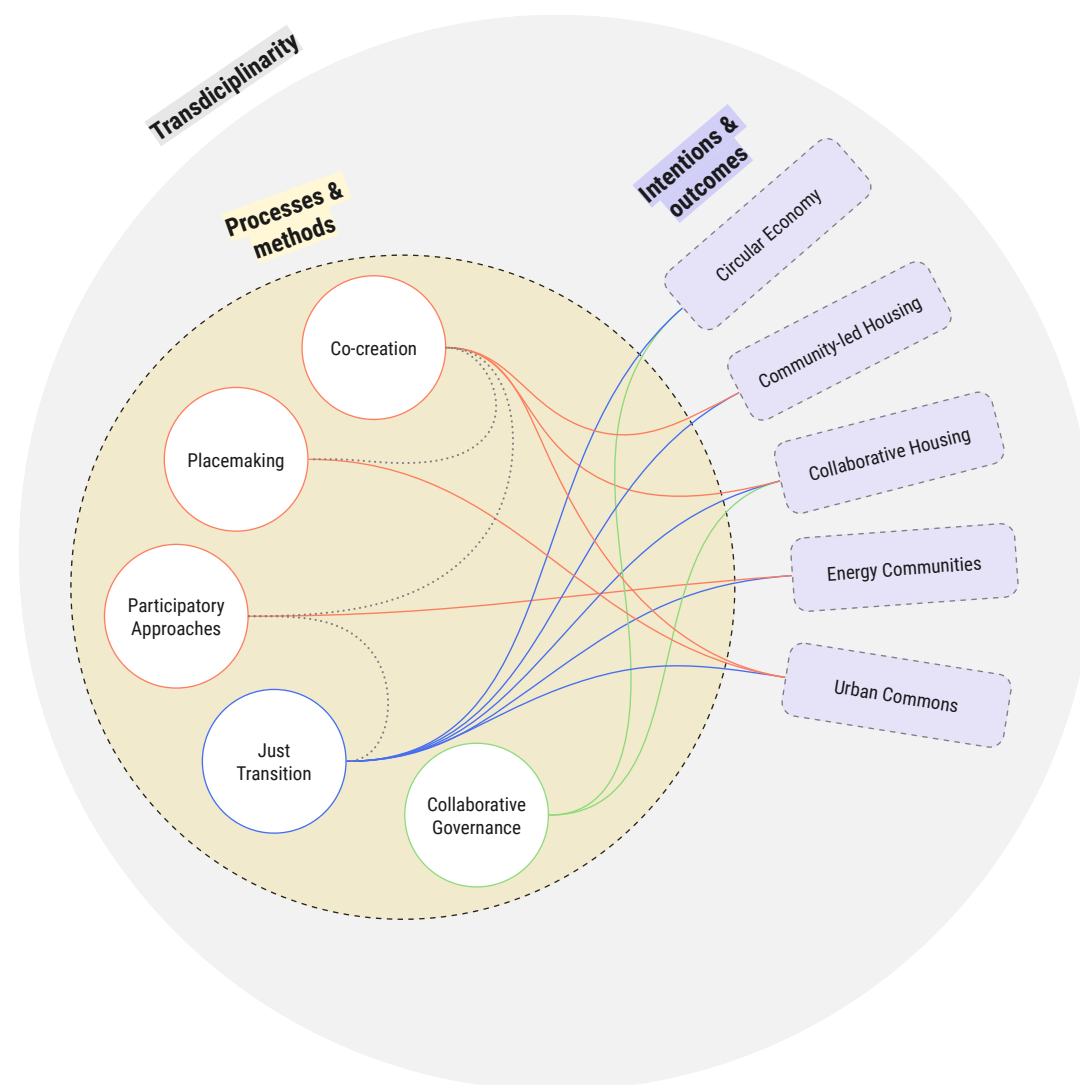 Transdiciplinarity
Processes &
methods
Intentions &
outcomes
Co-creation
Placemaking
Participatory
Approaches
Just
Transition
Collaborative
Governance
Circular Economy
Community-led Housing
Collaborative Housing
Energy Communities
Urban Commons